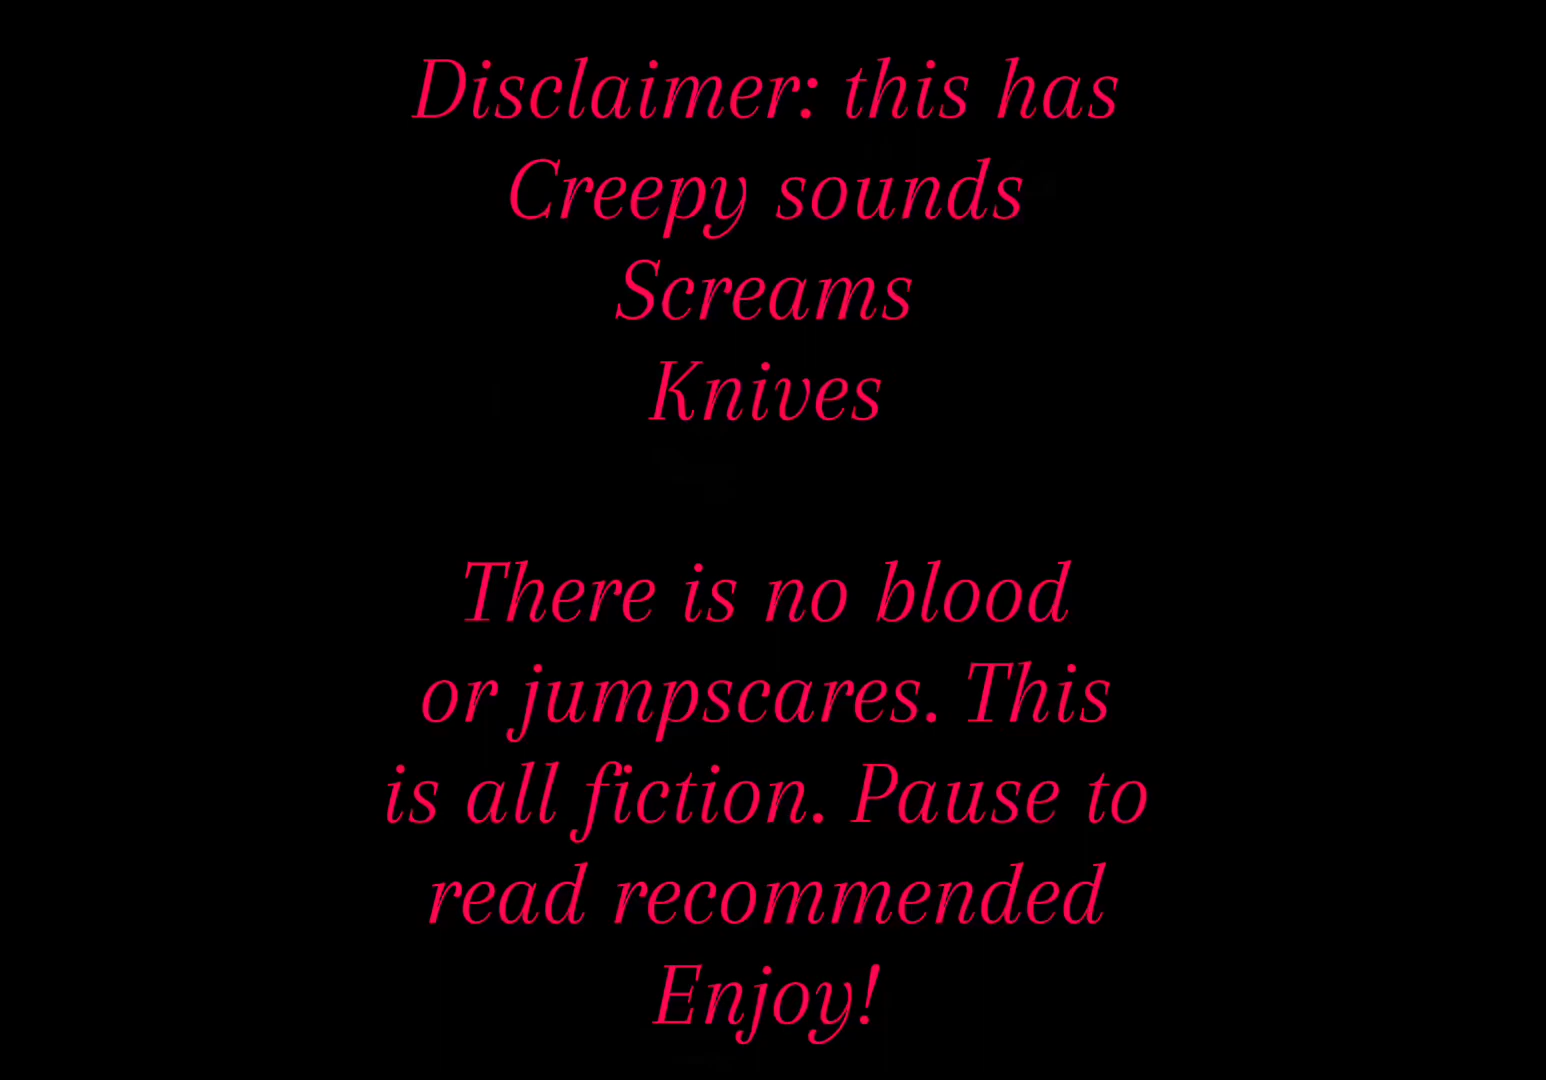 Disclaimer: this has
Creepy sounds
Screams
Knives
There is no blood
or jumpscares. This
is all fiction. Pause to
read recommended
Enjoy!